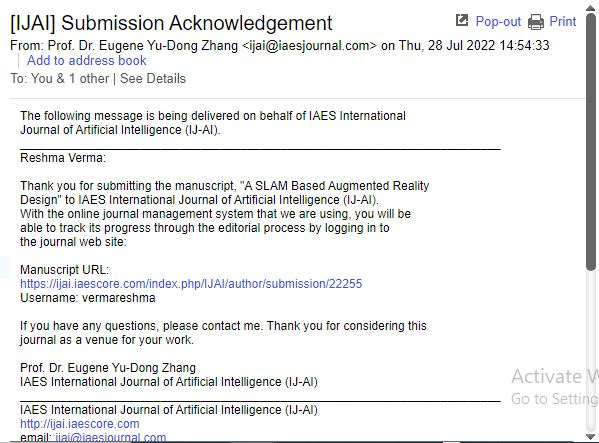 [IJAI] Submission Acknowledgement
Pop-out Print
From: Prof. Dr. Eugene Yu-Dong Zhang <ijai@iaesjournal.com> on Thu, 28 Jul 2022 14:54:33
Add to address book
To: You & 1 other | See Details
The following message is being delivered on behalf of IAES International
Journal of Artificial Intelligence (IJ-AI).
Reshma Verma:
Thank you for submitting the manuscript, "A SLAM Based Augmented Reality
Design" to IAES International Journal of Artificial Intelligence (IJ-AI).
With the online journal management system that we are using, you will be
able to track its progress through the editorial process by logging in to
the journal web site:
Manuscript URL:
https://ijai.iaescore.com/index.php/IJAI/author/submission/22255
Username: vermareshma
If you have any questions, please contact me. Thank you for considering this
journal as a venue for your work.
Prof. Dr. Eugene Yu-Dong Zhang
IAES International Journal of Artificial Intelligence (IJ-AI)
Activate W
Go to Setting
IAES International Journal of Artificial Intelligence (IJ-AI)
http://ijai.iaescore.com
email: ijai@iaesjournal.com